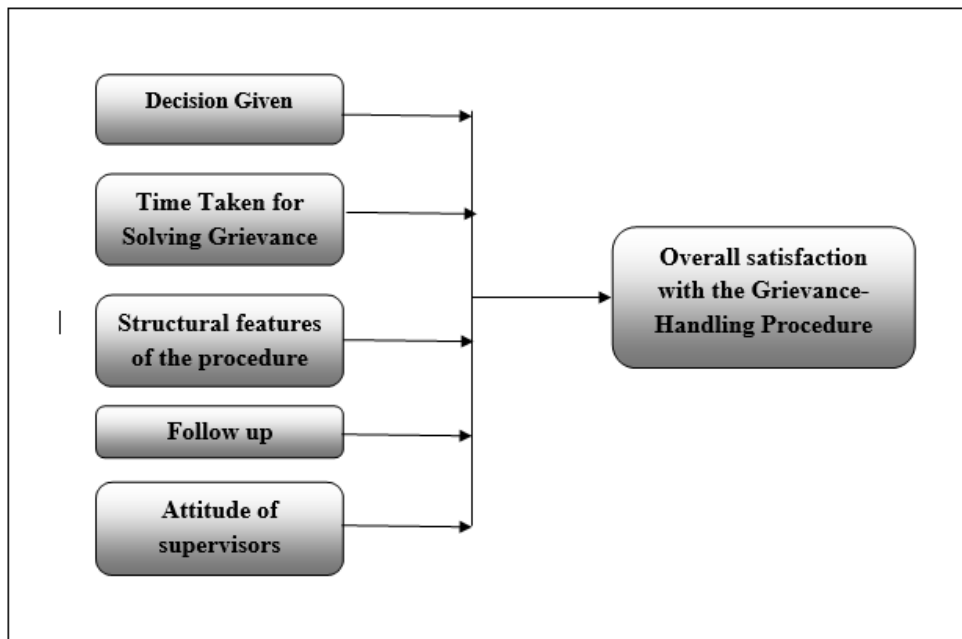 Decision Given
Time Taken for
Solving Grievance
Structural features
of the procedure
Follow up
Attitude of
supervisors
Overall satisfaction
with the Grievance-
Handling Procedure